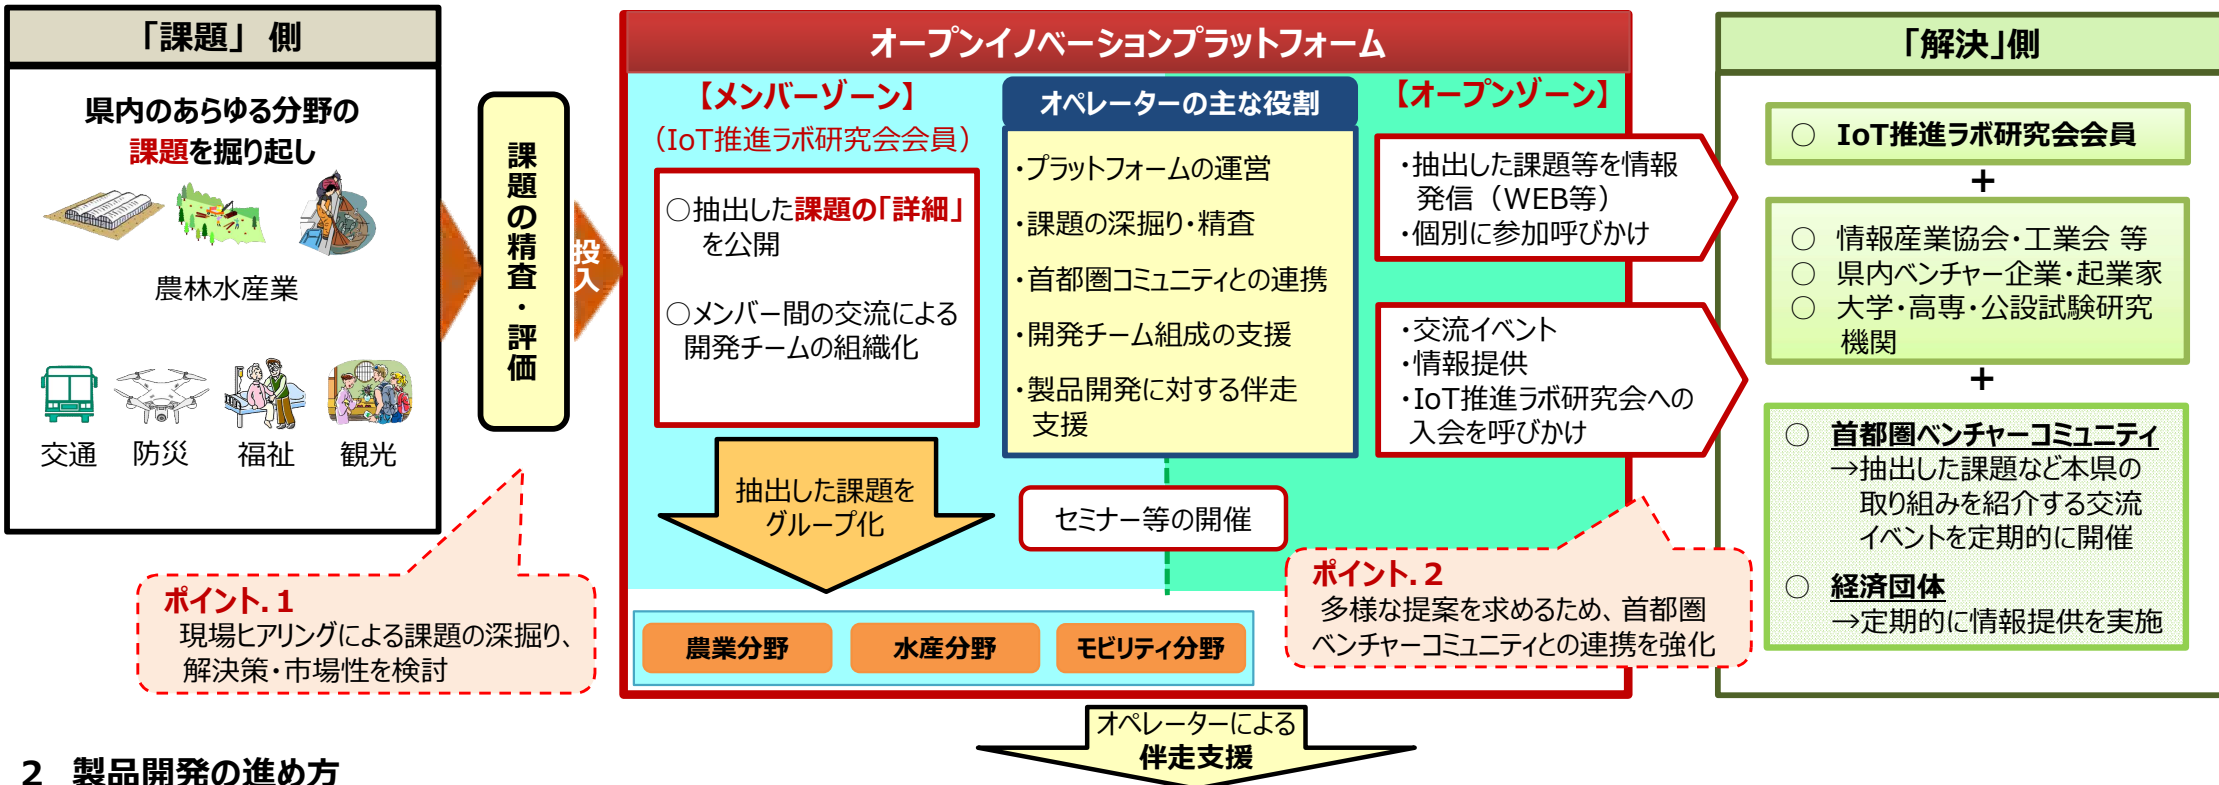 「課題」 側
県内のあらゆる分野の
課題を掘り起し
農林水産業
交通
防災
福祉
観光
課題の精査・評価
投入
ポイント.1
現場ヒアリングによる課題の深掘り、
解決策・市場性を検討
オープンイノベーションプラットフォーム
【メンバーゾーン】
（IoT推進ラボ研究会会員）
○抽出した課題の「詳細」
を公開
○メンバー間の交流による
開発チームの組織化
抽出した課題を
グループ化
農業分野
水産分野
モビリティ分野
オペレーターの主な役割
・プラットフォームの運営
・課題の深掘り・精査
・首都圏コミュニティとの連携
・開発チーム組成の支援
・製品開発に対する伴走
支援
セミナー等の開催
【オープンゾーン】
・抽出した課題等を情報
発信（WEB等）
・個別に参加呼びかけ
・交流イベント
・情報提供
・IoT推進ラボ研究会への
入会を呼びかけ
ポイント.2
多様な提案を求めるため、首都圏
ベンチャーコミュニティとの連携を強化
「解決」側
○ IoT推進ラボ研究会会員
+
○ 情報産業協会・工業会 等
○ 県内ベンチャー企業・起業家
○ 大学・高専・公設試験研究
機関
+
○ 首都圏ベンチャーコミュニティ
→抽出した課題など本県の
取り組みを紹介する交流
イベントを定期的に開催
○ 経済団体
→定期的に情報提供を実施
オペレーターによる
伴走支援
2 製品開発の進め方